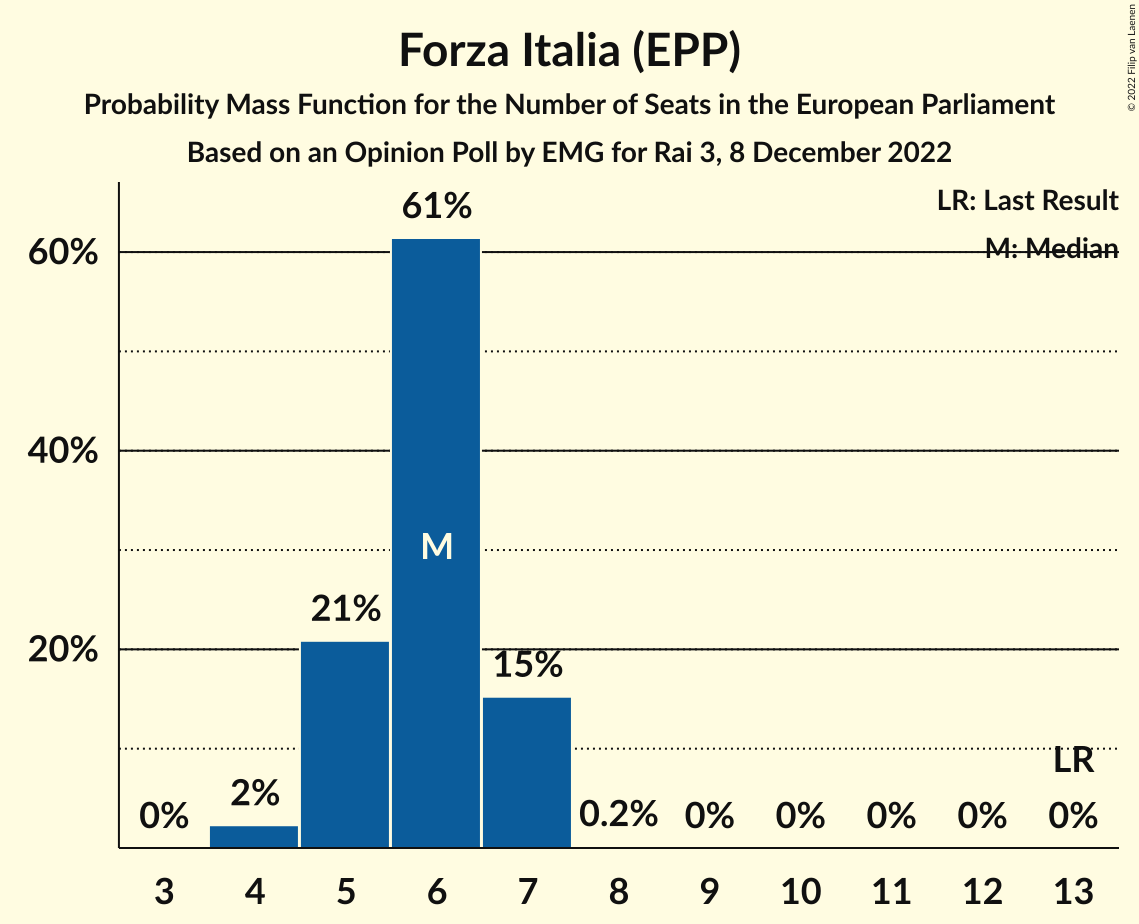 Forza Italia (EPP)
Probability Mass Function for the Number of Seats in the European Parliament
Based on an Opinion Poll by EMG for Rai 3, 8 December 2022
© 2022 Filip van Laenen
LR: Last Result
M: Median
60%
40%
20%
0%
2%
21%
61%
M
15%
0.2%
0%
0%
0%
0%
LR
0%
3 4 5 6 7 8 9 10 11 12 13